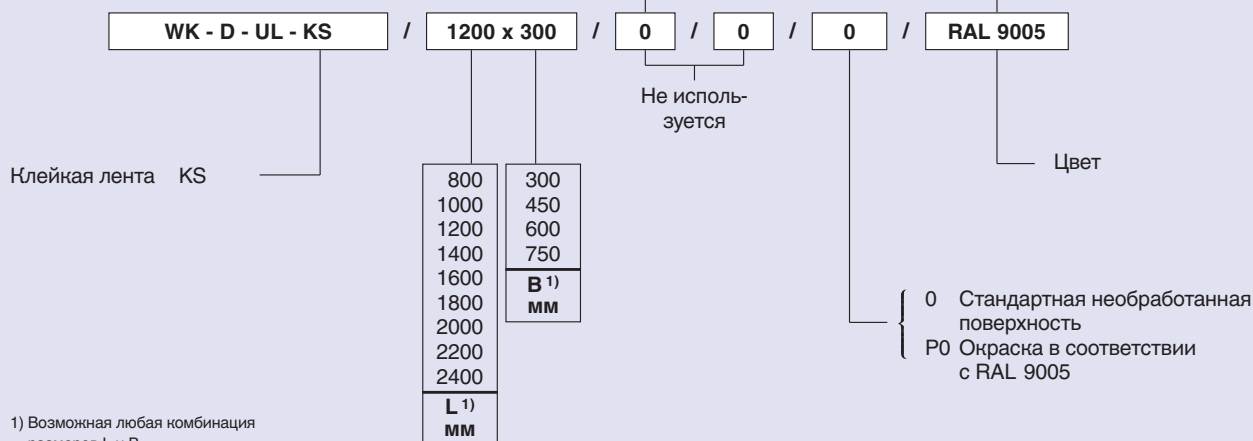 WK - D - UL - KS / 1200 x 300 / 0 / 0 / 0 / RAL 9005
Не исполь-
зуется
Клейкая лента KS
Цвет
800 300
1000 450
1200 600
1400 750
1600 B 1)
1800 мм
2000
2200
2400
L 1)
мм
0 Стандартная необработанная
поверхность
P0 Окраска в соответствии
с RAL 9005
1) Возможная любая комбинация